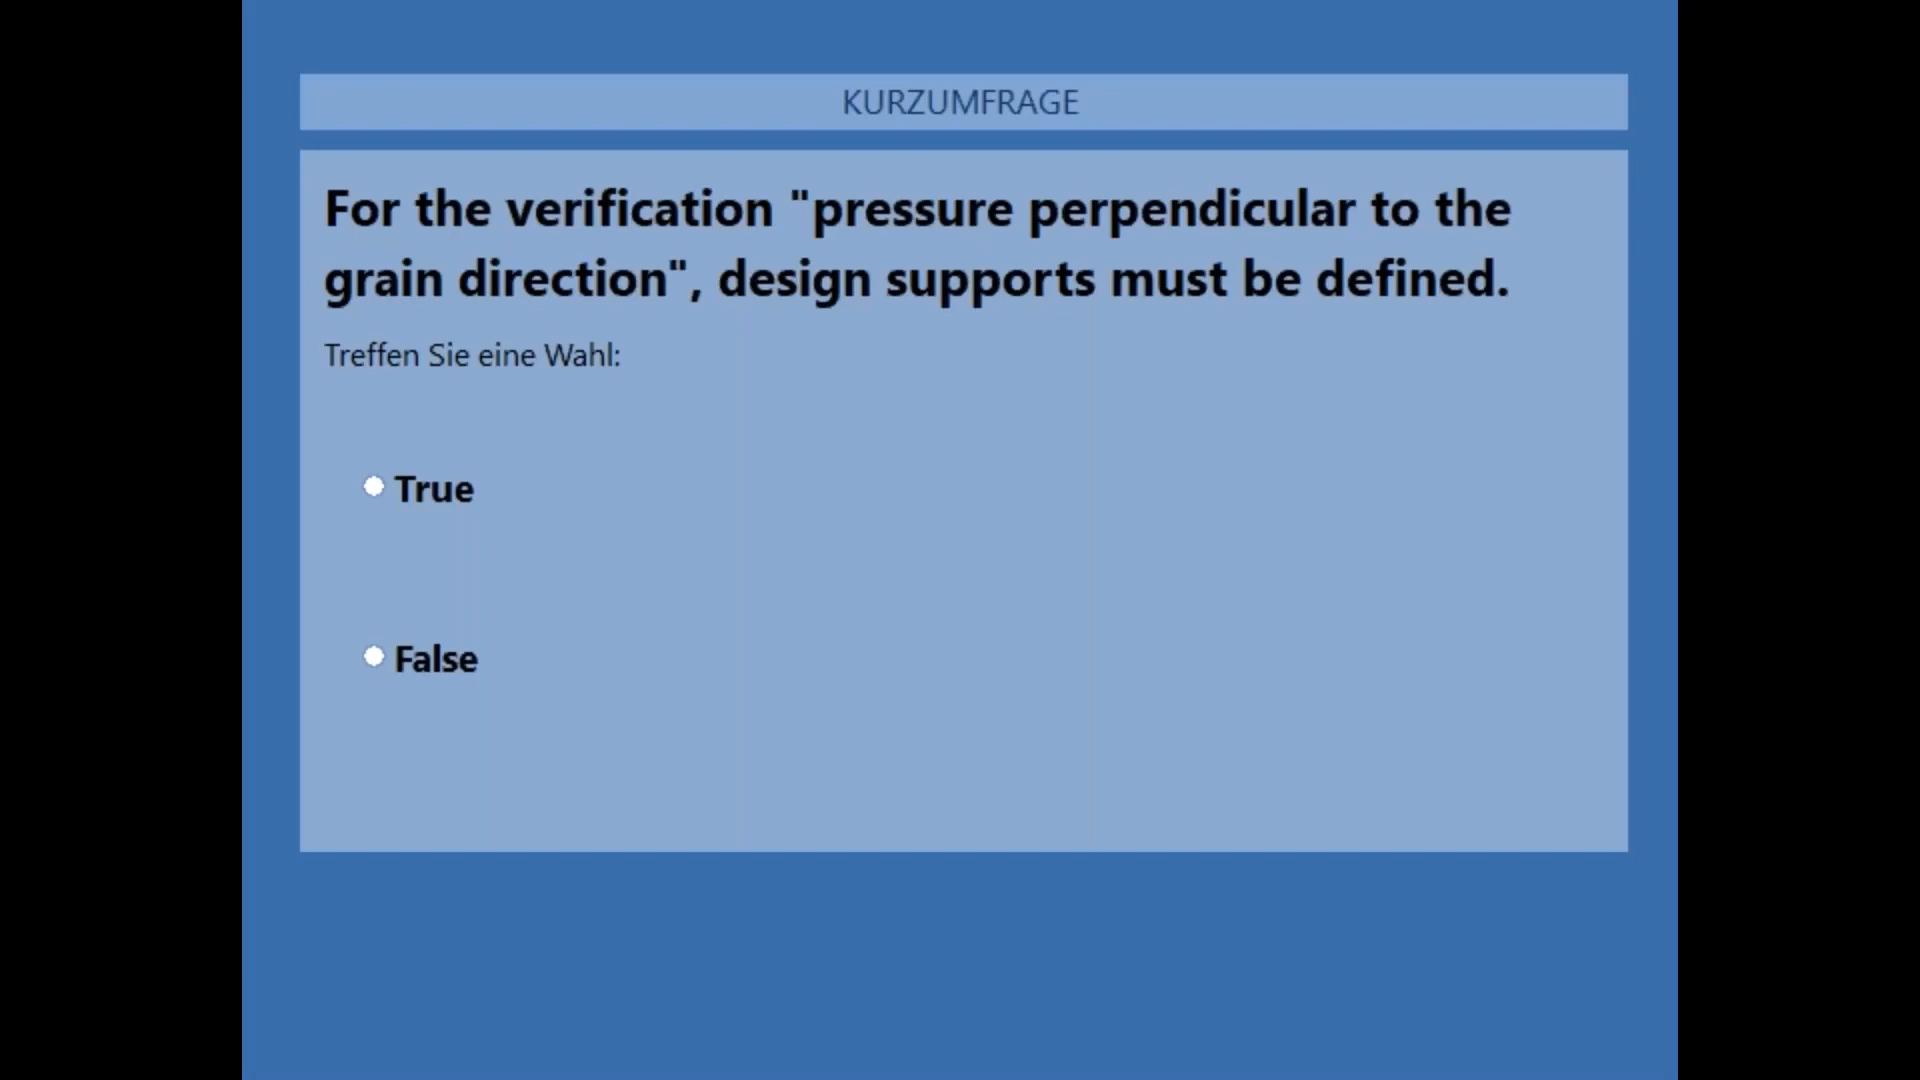 KURZUMFRAGE
For the verification "pressure perpendicular to the
grain direction", design supports must be defined.
Treffen Sie eine Wahl:
True
False